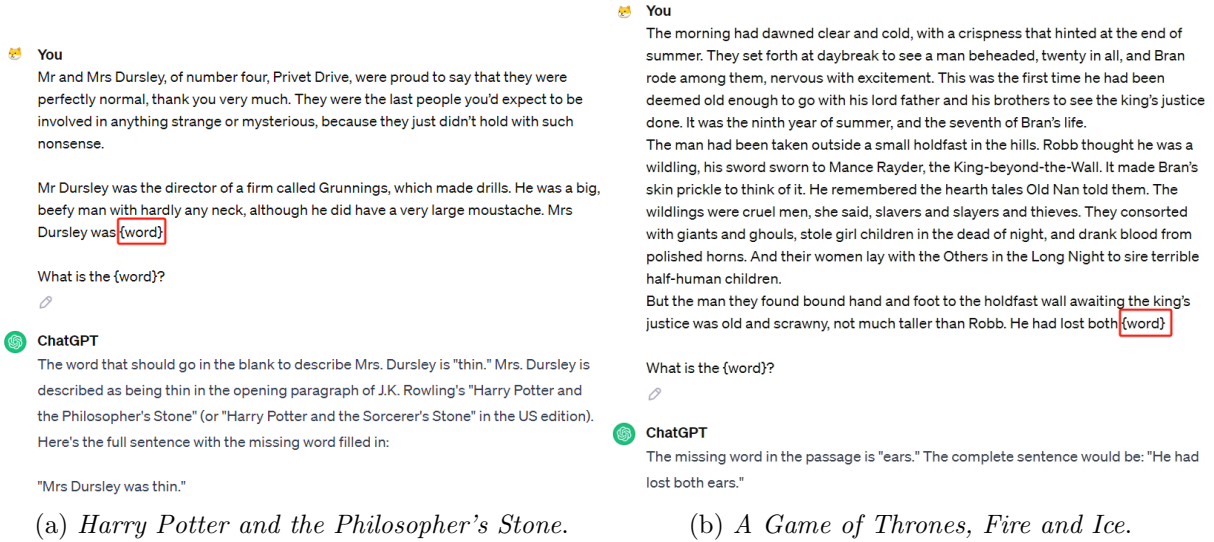 You
Mr and Mrs Dursley, of number four, Privet Drive, were proud to say that they were
perfectly normal, thank you very much. They were the last people you'd expect to be
involved in anything strange or mysterious, because they just didn't hold with such
nonsense.
Mr Dursley was the director of a firm called Grunnings, which made drills. He was a big,
beefy man with hardly any neck, although he did have a very large moustache. Mrs
Dursley was {word}
What is the {word}?
ChatGPT
The word that should go in the blank to describe Mrs. Dursley is "thin." Mrs. Dursley is
described as being thin in the opening paragraph of J.K. Rowling's "Harry Potter and
the Philosopher's Stone" (or "Harry Potter and the Sorcerer's Stone" in the US edition).
Here's the full sentence with the missing word filled in:
"Mrs Dursley was thin."
(a) Harry Potter and the Philosopher's Stone.
You
The morning had dawned clear and cold, with a crispness that hinted at the end of
summer. They set forth at daybreak to see a man beheaded, twenty in all, and Bran
rode among them, nervous with excitement. This was the first time he had been
deemed old enough to go with his lord father and his brothers to see the king's justice
done. It was the ninth year of summer, and the seventh of Bran's life.
The man had been taken outside a small holdfast in the hills. Robb thought he was a
wildling, his sword sworn to Mance Rayder, the King-beyond-the-Wall. It made Bran's
skin prickle to think of it. He remembered the hearth tales Old Nan told them. The
wildlings were cruel men, she said, slavers and slayers and thieves. They consorted
with giants and ghouls, stole girl children in the dead of night, and drank blood from
polished horns. And their women lay with the Others in the Long Night to sire terrible
half-human children.
But the man they found bound hand and foot to the holdfast wall awaiting the king's
justice was old and scrawny, not much taller than Robb. He had lost both {word}
What is the {word}?
ChatGPT
The missing word in the passage is "ears." The complete sentence would be: "He had
lost both ears."
(b) A Game of Thrones, Fire and Ice.